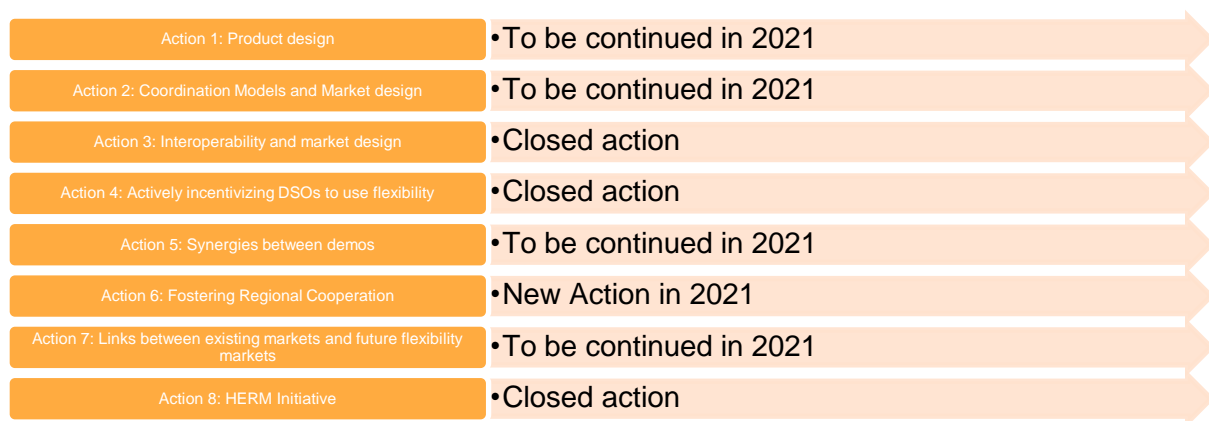 Action 1: Product design
•To be continued in 2021
Action 2: Coordination Models and Market design
•To be continued in 2021
Action 3: Interoperability and market design
•Closed action
Action 4: Actively incentivizing DSOs to use flexibility
•Closed action
Action 5: Synergies between demos
•To be continued in 2021
Action 6: Fostering Regional Cooperation
•New Action in 2021
Action 7: Links between existing markets and future flexibility
markets
•To be continued in 2021
Action 8: HERM Initiative
•Closed action